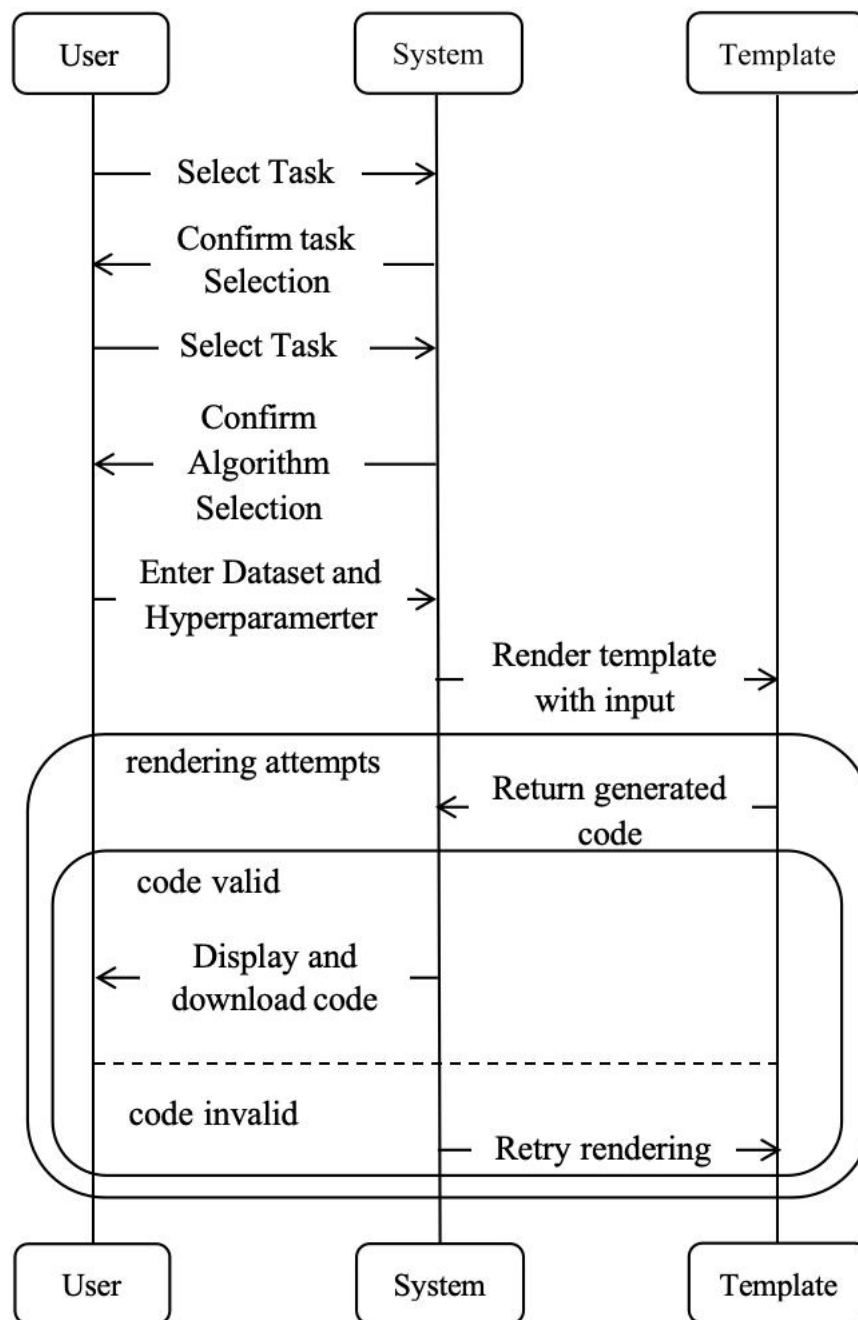 User
System
Template
Select Task
Confirm task
Selection
Select Task
Confirm
Algorithm
Selection
Enter Dataset and
Hyperparamerter
Render template
with input
rendering attempts
Return generated
code
code valid
Display and
download code
code invalid
Retry rendering
User
System
Template